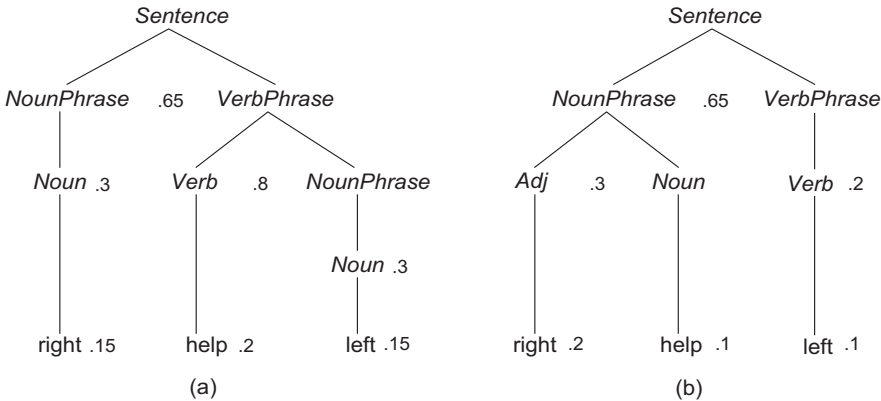 Sentence Sentence
NounPhrase .65 VerbPhrase NounPhrase .65 VerbPhrase
Noun .3 Verb .8 NounPhrase Adj .3 Noun Verb .2
Noun .3
right .15 help .2 left .15 right .2 help .1 left .1
(a) (b)